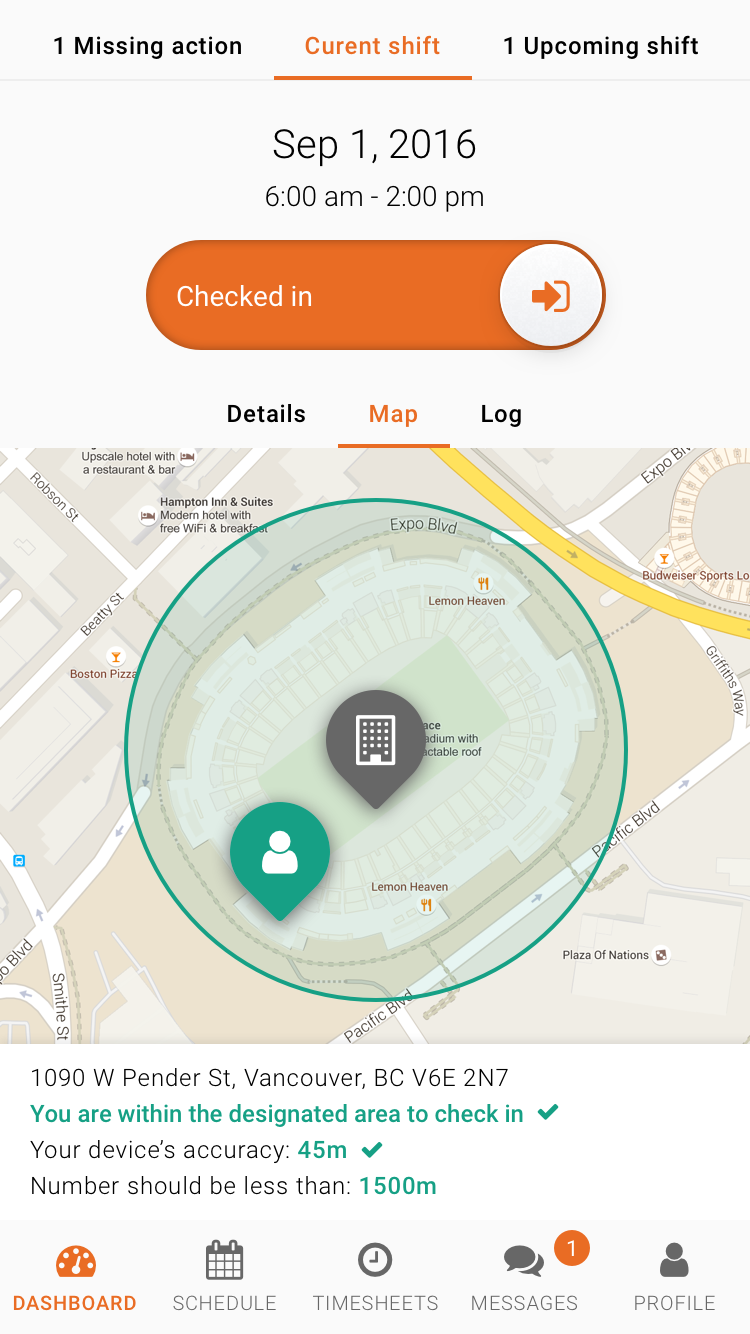 1 Missing action
Curent shift
1 Upcoming shift
Sep 1, 2016
6:00 am - 2:00 pm
Checked in
Details
Map
Log
Upscale hotel with
a restaurant & bar
Expo Blv
Robson St
Hampton Inn & Suites
Modern hotel with
free WiFi & breakfast
Expo Blvd
Budweiser Sports Lo
Lemon Heaven
Beatty St
Boston Pizza
Griffiths Way
ace
adium with
actable roof
Pacific Blvd
Lemon Heaven
Plaza Of Nations
po Blvd
Smithe St
Pacific Blvd
1090 W Pender St, Vancouver, BC V6E 2N7
You are within the designated area to check in
Your device’s accuracy: 45m
Number should be less than: 1500m
1
DASHBOARD
SCHEDULE
TIMESHEETS
MESSAGES
PROFILE